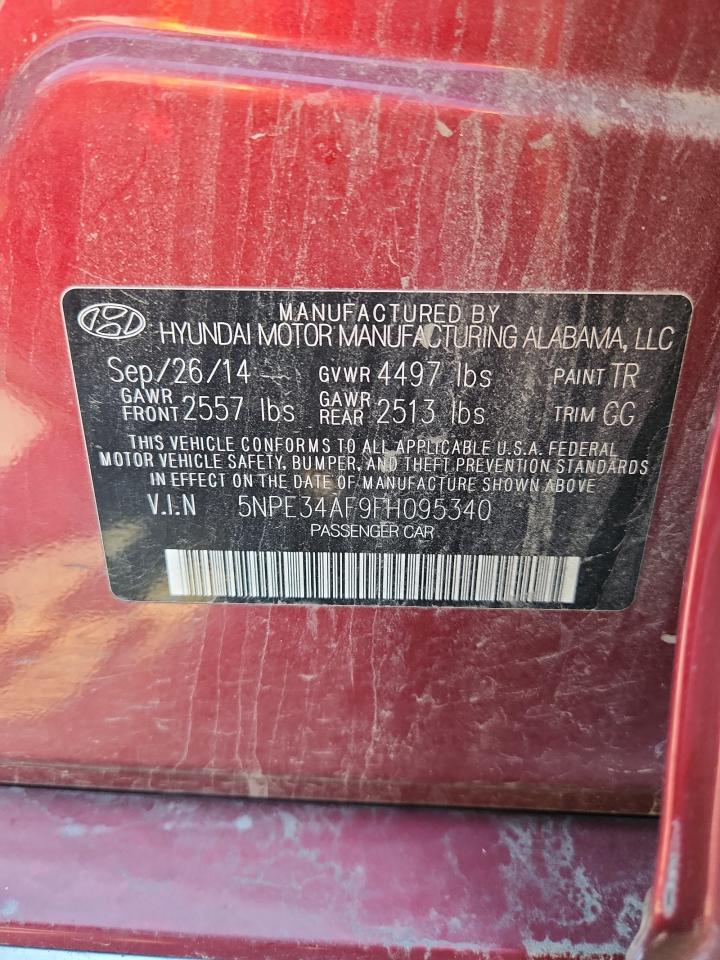 MANUFACTURED BY
HYUNDAI MOTOR MANUFACTURING ALABAMA, LLC
Sep/26/14 GVWR 4497 lbs PAINT TR
GAWR FRONT 2557 lbs GAWR REAR 2513 lbs TRIM GG
THIS VEHICLE CONFORMS TO ALL APPLICABLE U.S.A. FEDERAL
MOTOR VEHICLE SAFETY, BUMPER, AND THEFT PREVENTION STANDARDS
IN EFFECT ON THE DATE OF MANUFACTURE SHOWN ABOVE
V.I.N 5NPE34AF9FH095340
PASSENGER CAR